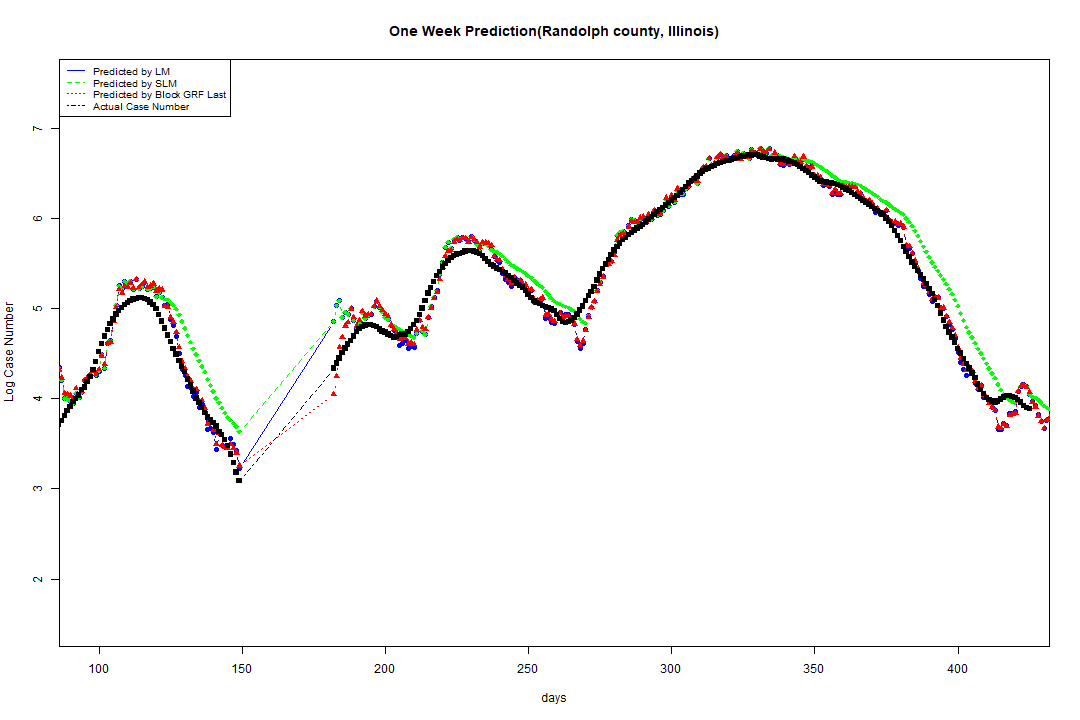 One Week Prediction(Randolph county, Illinois)
Predicted by LM
Predicted by SLM
Predicted by Block GRF Last
Actual Case Number
Log Case Number
7
6
5
4
3
2
100 150 200 250 300 350 400
days